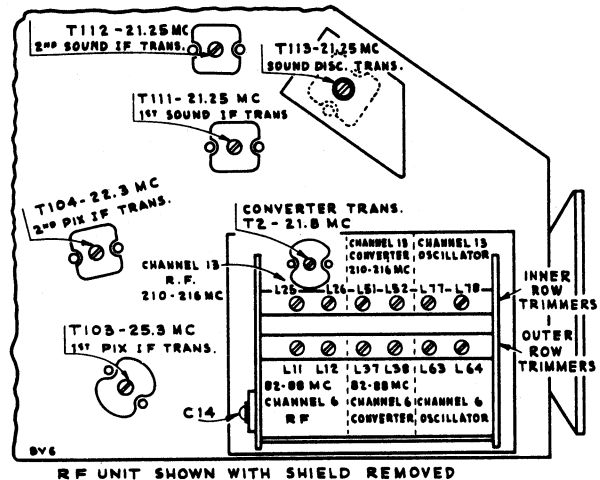 T112-21.25MC
2ND SOUND IF TRANS.
T113-21.25 MC
SOUND DISC. TRANS.
T111-21.25 MC
1ST SOUND IF TRANS
T104-22.3 MC
2ND PIX IF TRANS.
CONVERTER TRANS.
T2-21.8 MC
CHANNEL 13
R.F.
210-216MC
CHANNEL 13
CONVERTER
210-216 MC
CHANNEL 13
OSCILLATOR
L25 L26 L51 L52 L77 L78
INNER
ROW
TRIMMERS
T103-25.3 MC
1ST PIX IF TRANS.
OUTER
ROW
TRIMMERS
L11 L12 L37 L38 L63 L64
82-88 MC
CHANNEL 6
RF
82-88MC
CHANNEL 6
CONVERTER
CHANNEL 6
OSCILLATOR
C14
BV6
RF UNIT SHOWN WITH SHIELD REMOVED